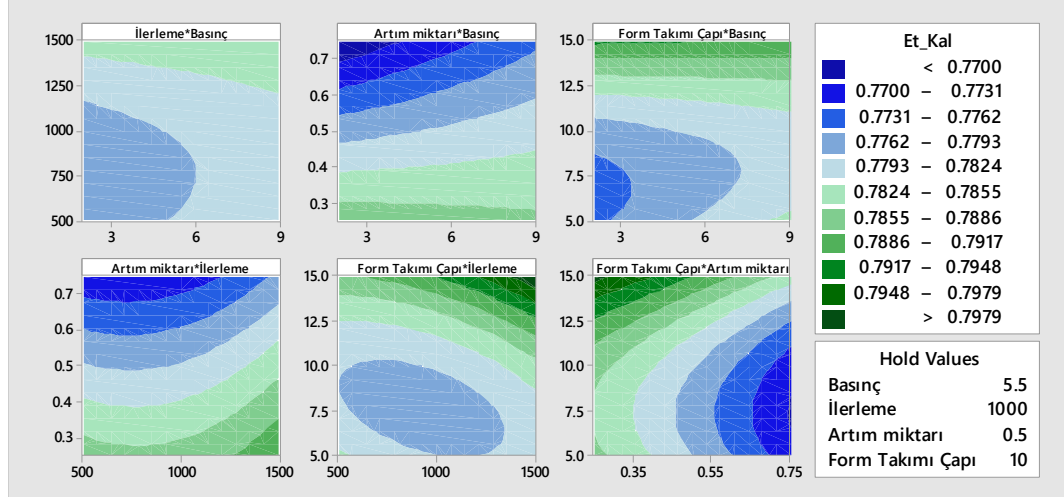 İlerleme*Basınç
1500
1250
1000
750
500
3 6 9
Artım miktarı*Basınç
0.7
0.6
0.5
0.4
0.3
3 6 9
Form Takımı Çapı*Basınç
15.0
12.5
10.0
7.5
5.0
3 6 9
Artım miktarı*İlerleme
0.7
0.6
0.5
0.4
0.3
500 1000 1500
Form Takımı Çapı*İlerleme
15.0
12.5
10.0
7.5
5.0
500 1000 1500
Form Takımı Çapı*Artım miktarı
15.0
12.5
10.0
7.5
5.0
0.35 0.55 0.75
Et_Kal
< 0.7700
0.7700 – 0.7731
0.7731 – 0.7762
0.7762 – 0.7793
0.7793 – 0.7824
0.7824 – 0.7855
0.7855 – 0.7886
0.7886 – 0.7917
0.7917 – 0.7948
0.7948 – 0.7979
> 0.7979
Hold Values
Basınç 5.5
İlerleme 1000
Artım miktarı 0.5
Form Takımı Çapı 10